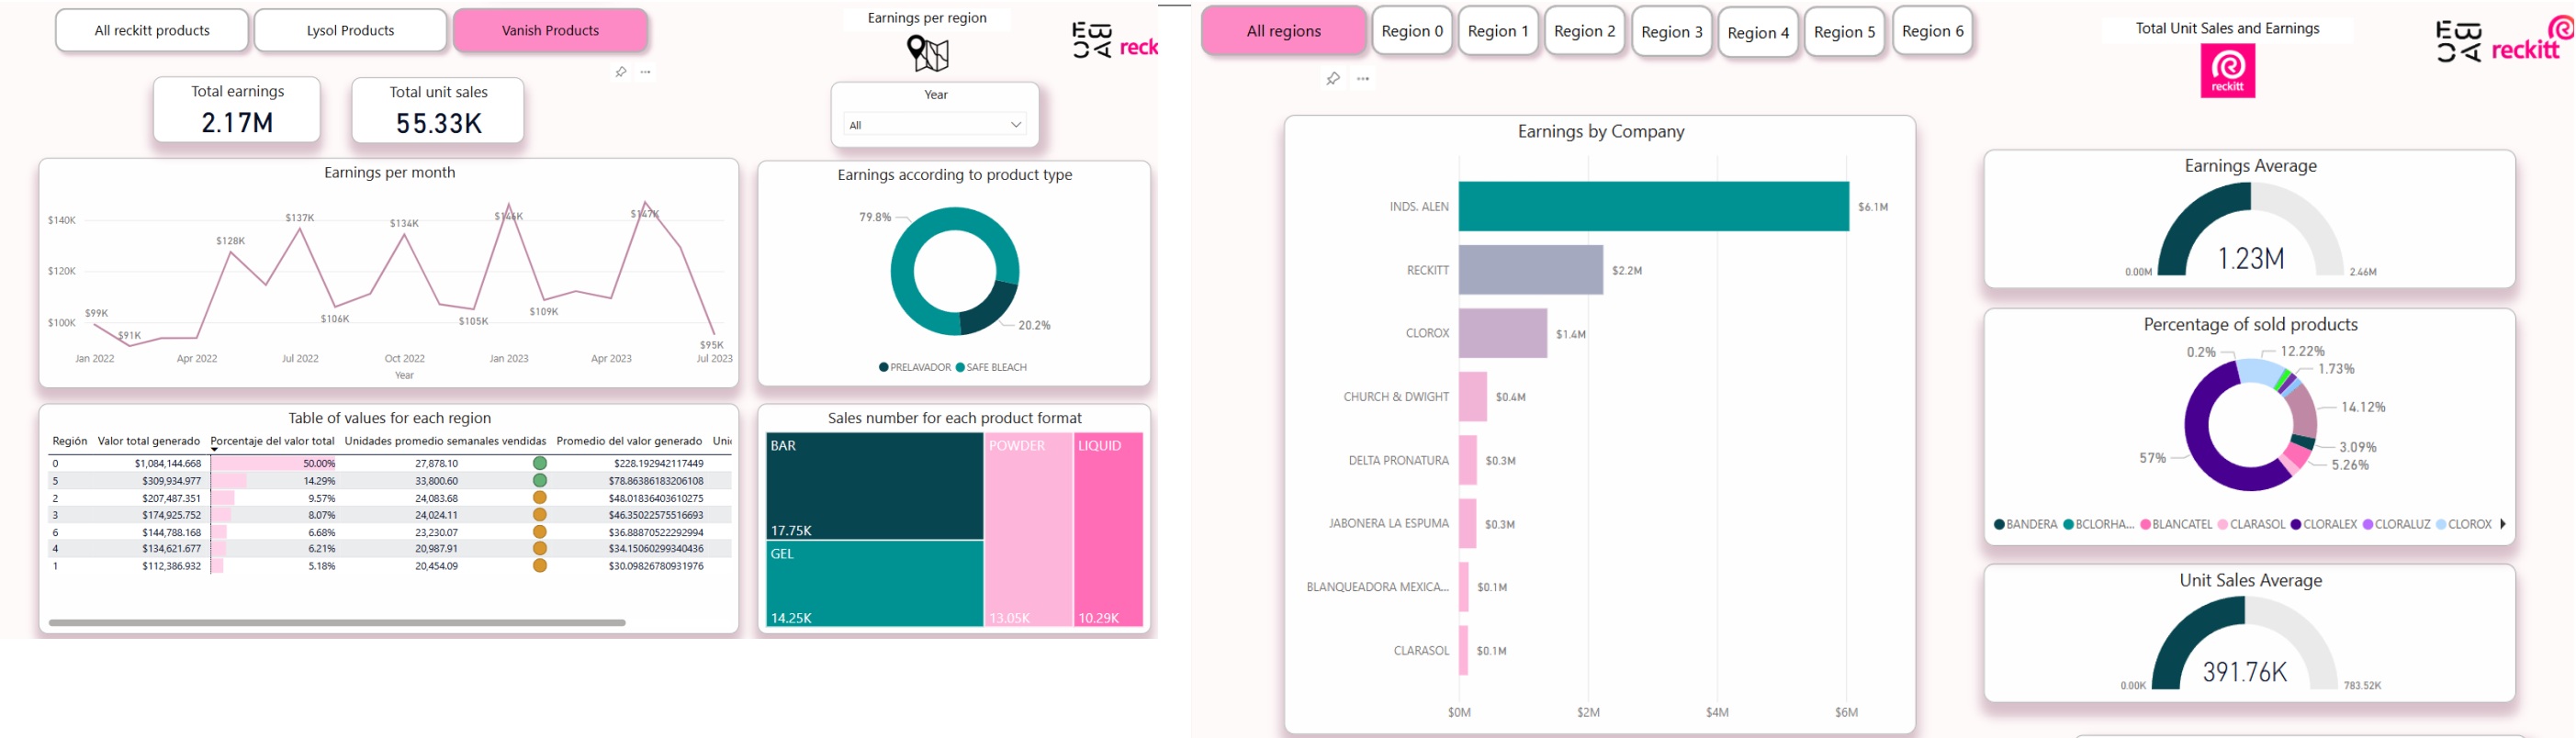 All reckitt products
Lysol Products
Vanish Products
Earnings per region
reck
Total earnings
2.17M
Total unit sales
55.33K
Year
All
Earnings per month
$140K
$120K
$100K
$99K
$91K
$128K
$137K
$106K
$134K
$105K
$146K
$109K
$147K
$95K
Jan 2022
Apr 2022
Jul 2022
Oct 2022
Jan 2023
Apr 2023
Jul 2023
Year
Earnings according to product type
79.8%
20.2%
PRELAVADOR
SAFE BLEACH
Table of values for each region
Región Valor total generado Porcentaje del valor total Unidades promedio semanales vendidas Promedio del valor generado Uni
0 $1,084,144.668 50.00% 27,878.10 $228.192942117449
5 $309,934.977 14.29% 33,800.60 $78.86386183206108
2 $207,487.351 9.57% 24,083.68 $48.01836403610275
3 $174,925.752 8.07% 24,024.11 $46.35022575516693
6 $144,788.168 6.68% 23,230.07 $36.88870522292994
4 $134,621.677 6.21% 20,987.91 $34.15060299340436
1 $112,386.932 5.18% 20,454.09 $30.09826780931976
Sales number for each product format
BAR
17.75K
GEL
14.25K
POWDER
13.05K
LIQUID
10.29K
All regions
Region 0
Region 1
Region 2
Region 3
Region 4
Region 5
Region 6
Total Unit Sales and Earnings
reckitt
reckitt
Earnings by Company
INDS. ALEN
$6.1M
RECKITT
$2.2M
CLOROX
$1.4M
CHURCH & DWIGHT
$0.4M
DELTA PRONATURA
$0.3M
JABONERA LA ESPUMA
$0.3M
BLANQUEADORA MEXICA...
$0.1M
CLARASOL
$0.1M
$0M
$2M
$4M
$6M
Earnings Average
1.23M
0.00M
2.46M
Percentage of sold products
0.2%
12.22%
1.73%
14.12%
3.09%
5.26%
57%
BANDERA
BCLORHA...
BLANCATEL
CLARASOL
CLORALEX
CLORALUZ
CLOROX
Unit Sales Average
391.76K
0.00K
783.52K